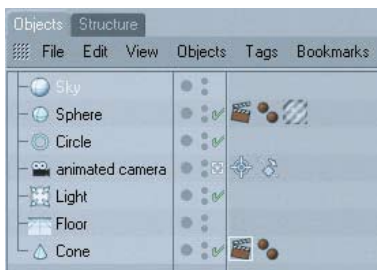 Objects Structure
File Edit View Objects Tags Bookmarks
Sky
Sphere
Circle
animated camera
Light
Floor
Cone